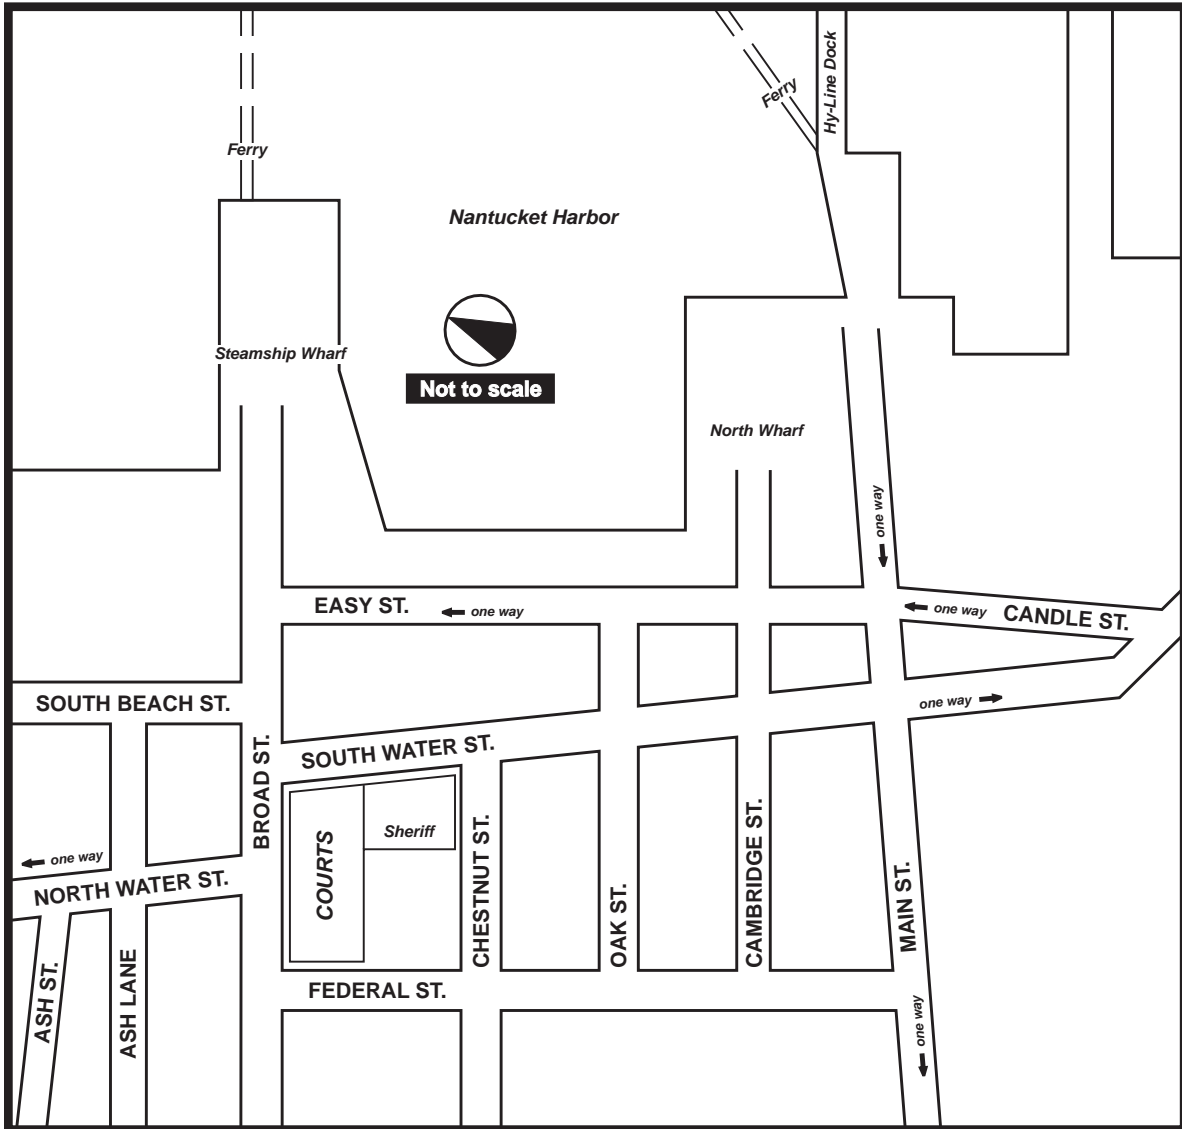 Hy-Line Dock
Ferry
Ferry
Nantucket Harbor
Steamship Wharf
Not to scale
North Wharf
one way
EASY ST.
one way
one way
CANDLE ST.
SOUTH BEACH ST.
one way
SOUTH WATER ST.
BROAD ST.
Sheriff
COURTS
CHESTNUT ST.
OAK ST.
CAMBRIDGE ST.
MAIN ST.
one way
NORTH WATER ST.
ASH ST.
ASH LANE
FEDERAL ST.
one way